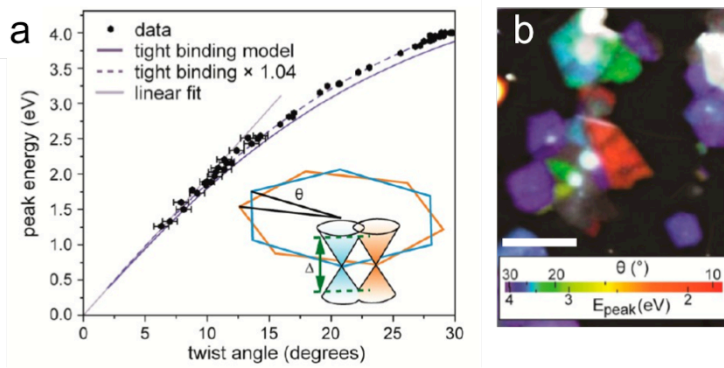 a
data
tight binding model
tight binding × 1.04
linear fit
peak energy (eV)
4.0
3.5
3.0
2.5
2.0
1.5
1.0
0.5
0.0
θ
Δ
0 5 10 15 20 25 30
twist angle (degrees)
b
30 20 θ (°) 10
4 3 E peak (eV) 2